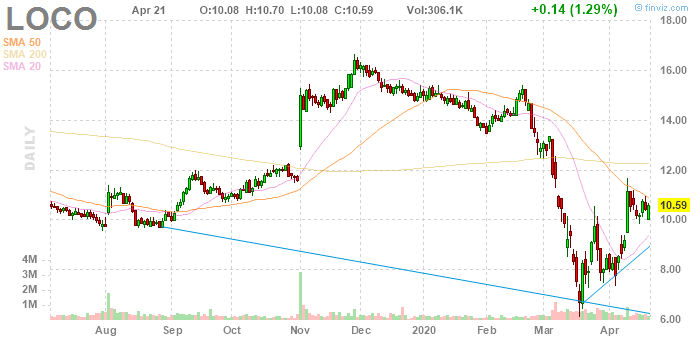 LOCO Apr 21 O:10.08 H:10.70 L:10.08 C:10.59 Vol:306.1K +0.14 (1.29%) © finviz.com
SMA 50
SMA 200
SMA 20
16.00
14.00
DAILY
12.00
10.59
10.00
4M
8.00
3M
2M
1M
6.00
Aug Sep Oct Nov Dec 2020 Feb Mar Apr